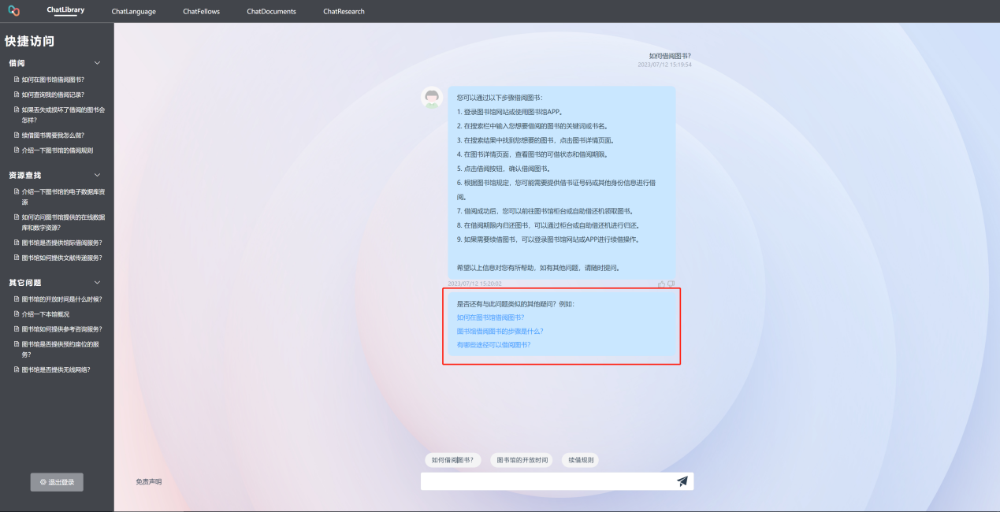 ChatLibrary
ChatLanguage
ChatFellows
ChatDocuments
ChatResearch
快捷访问
借阅
如何在图书馆借阅图书?
如何查询我的借阅记录?
如果丢失或损坏了借阅的图书会
怎样?
续借图书需要我怎么做?
介绍一下图书馆的借阅规则
资源查找
介绍一下图书馆的电子数据库资
源
如何访问图书馆提供的在线数据
库和数字资源?
图书馆是否提供馆际借阅服务?
图书馆如何提供文献传递服务?
其它问题
图书馆的开放时间是什么时候?
介绍一下本馆概况
图书馆如何提供参考咨询服务?
图书馆是否提供预约座位的服
务?
图书馆是否提供无线网络?
退出登录
如何借阅图书?
2023/07/12 15:19:54
您可以通过以下步骤借阅图书:
1. 登录图书馆网站或使用图书馆APP。
2. 在搜索栏中输入您想要借阅的图书的关键词或书名。
3. 在搜索结果中找到您想要的图书，点击图书详情页面。
4. 在图书详情页面，查看图书的可借状态和借阅期限。
5. 点击借阅按钮，确认借阅图书。
6. 根据图书馆规定，您可能需要提供借书证号码或其他身份信息进行借
阅。
7. 借阅成功后，您可以前往图书馆柜台或自助借还机领取图书。
8. 在借阅期限内归还图书，可以通过柜台或自助借还机进行归还。
9. 如果需要续借图书，可以登录图书馆网站或APP进行续借操作。
希望以上信息对您有所帮助，如有其他问题，请随时提问。
2023/07/12 15:20:02
是否还有与此问题类似的其他疑问？例如:
如何在图书馆借阅图书?
图书馆借阅图书的步骤是什么?
有哪些途径可以借阅图书?
如何借阅图书?
图书馆的开放时间
续借规则
免责声明